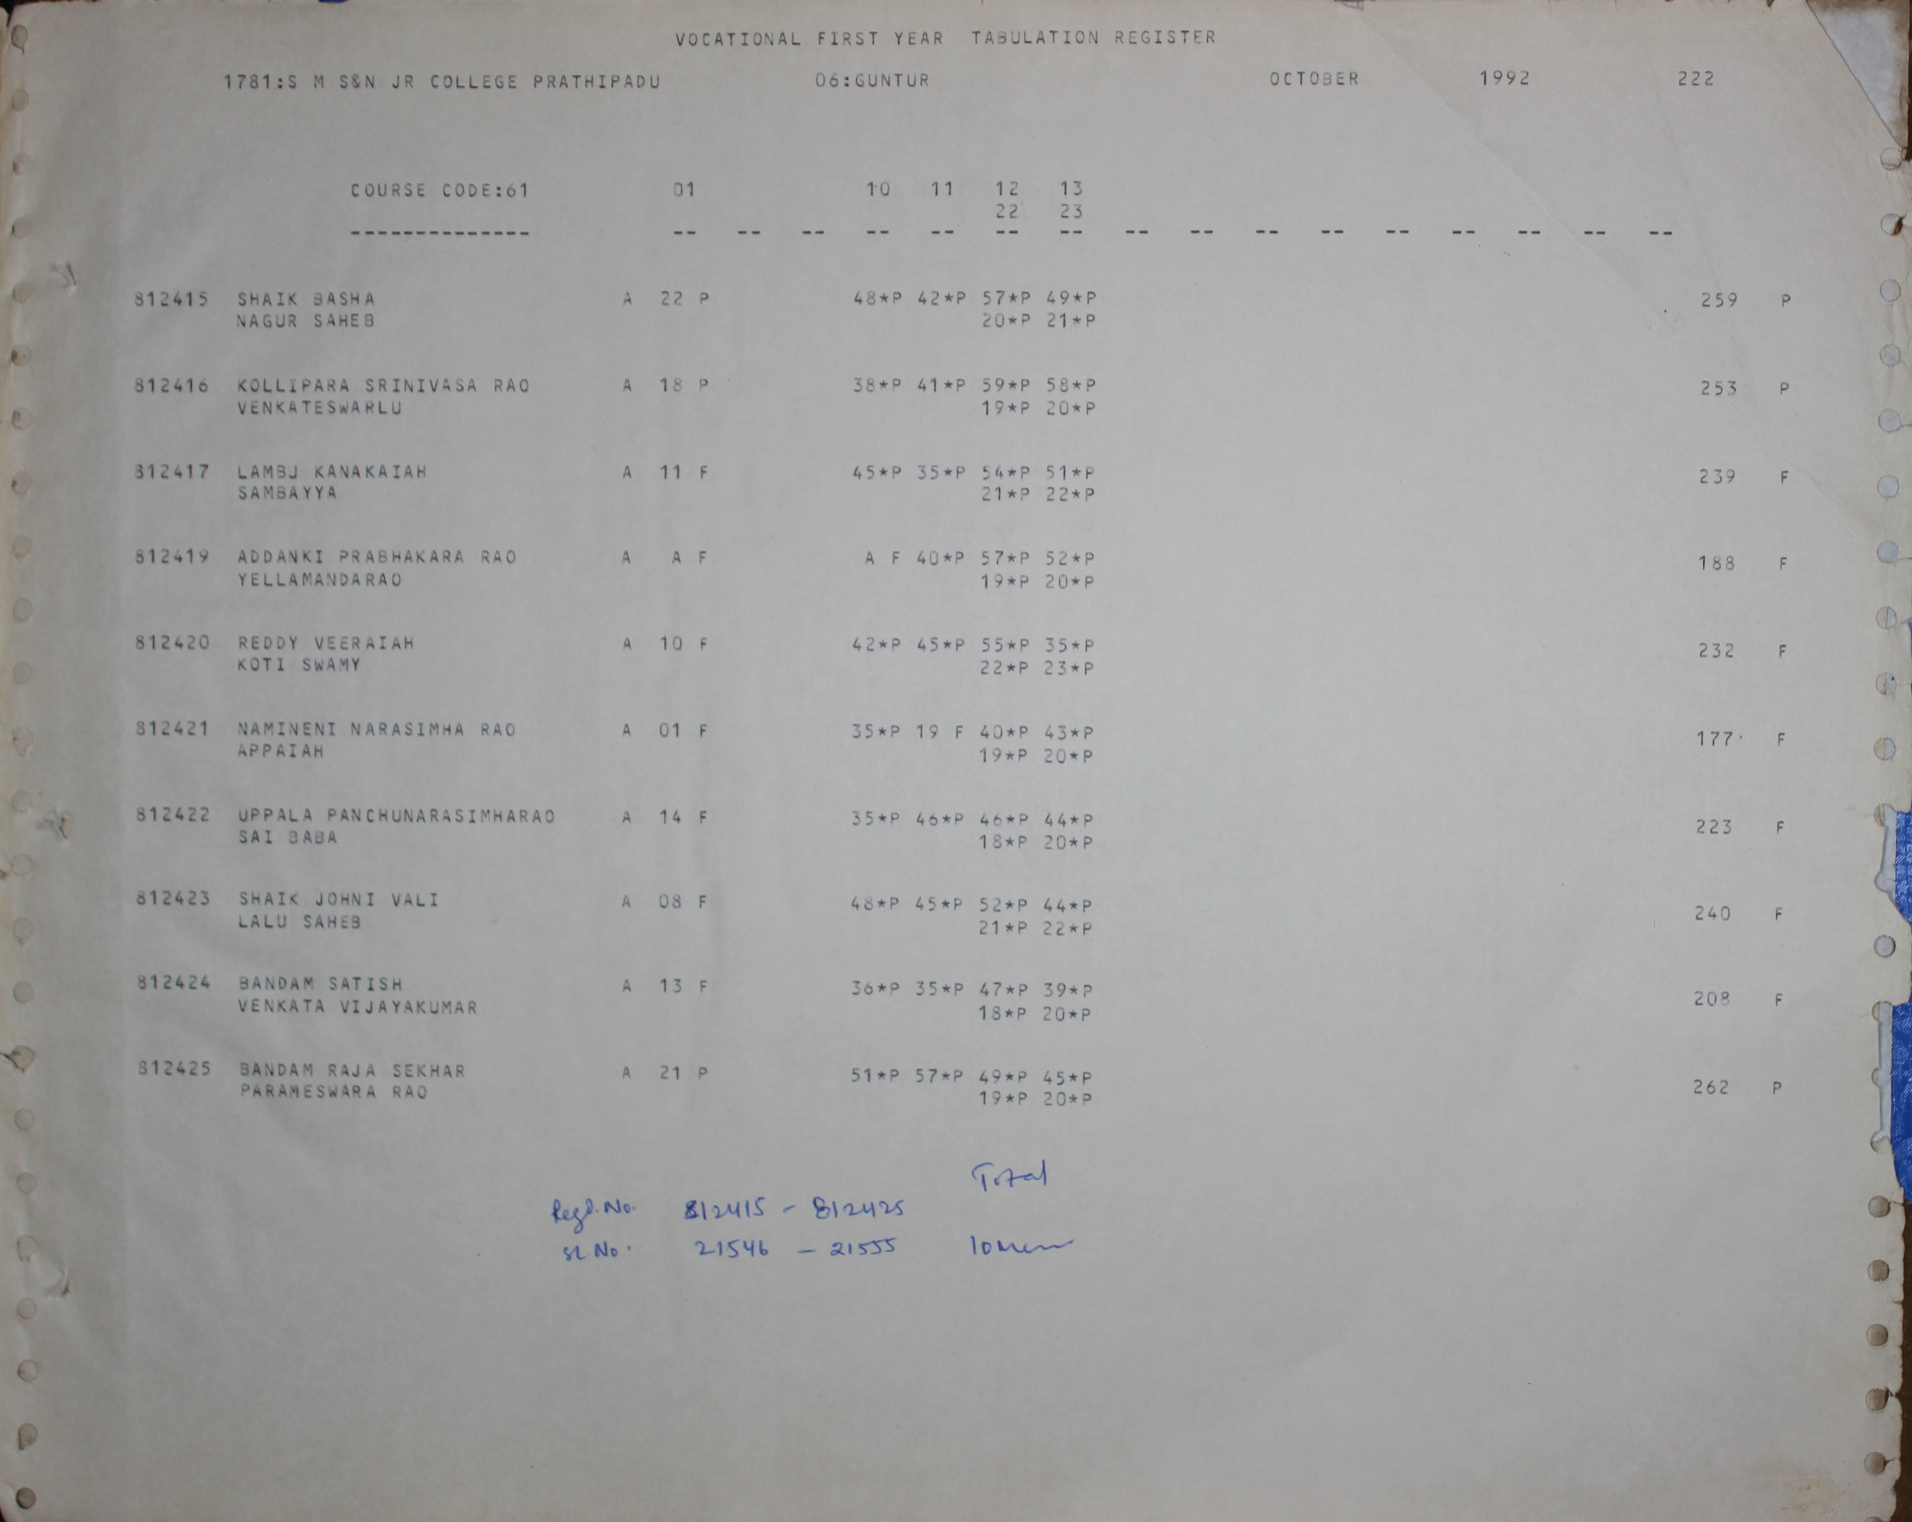 VOCATIONAL FIRST YEAR TABULATION REGISTER
1781:S M S&N JR COLLEGE PRATHIPADU 06:GUNTUR OCTOBER 1992 222
COURSE CODE:61 01 10 11 12 13
22 23
-------------- -- -- -- -- -- -- -- -- -- -- -- -- -- -- -- --
812415 SHAIK BASHA A 22 P 48*P 42*P 57*P 49*P 259 P
NAGUR SAHEB 20*P 21*P
812416 KOLLIPARA SRINIVASA RAO A 18 P 38*P 41*P 59*P 58*P 253 P
VENKATESWARLU 19*P 20*P
812417 LAMBU KANAKAIAH A 11 F 45*P 35*P 54*P 51*P 239 F
SAMBAYYA 21*P 22*P
812419 ADDANKI PRABHAKARA RAO A A F A F 40*P 57*P 52*P 188 F
YELLAMANDARAO 19*P 20*P
812420 REDDY VEERAIAH A 10 F 42*P 45*P 55*P 35*P 232 F
KOTI SWAMY 22*P 23*P
812421 NAMINENI NARASIMHA RAO A 01 F 35*P 19 F 40*P 43*P 177 F
APPAIAH 19*P 20*P
812422 UPPALA PANCHUNARASIMHARAO A 14 F 35*P 46*P 46*P 44*P 223 F
SAI BABA 18*P 20*P
812423 SHAIK JOHNI VALI A 08 F 48*P 45*P 52*P 44*P 240 F
LALU SAHEB 21*P 22*P
812424 BANDAM SATISH A 13 F 36*P 35*P 47*P 39*P 208 F
VENKATA VIJAYAKUMAR 18*P 20*P
812425 BANDAM RAJA SEKHAR A 21 P 51*P 57*P 49*P 45*P 262 P
PARAMESWARA RAO 19*P 20*P
Total
Regd.No. 812415 - 812425
Sl.No. 21546 - 21555 10 Mem